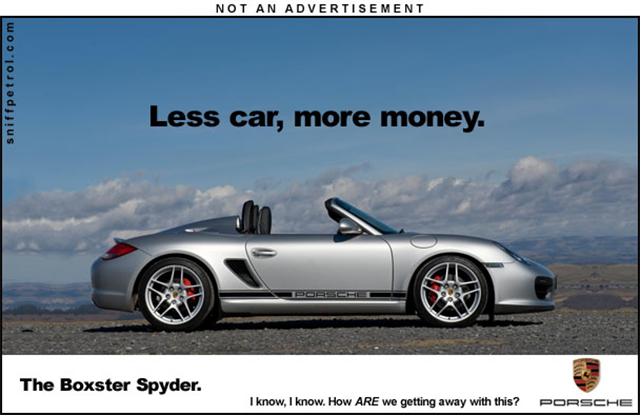 NOT AN ADVERTISEMENT
sniffpetrol.com
Less car, more money.
PORSCHE
The Boxster Spyder.
I know, I know. How ARE we getting away with this?
PORSCHE